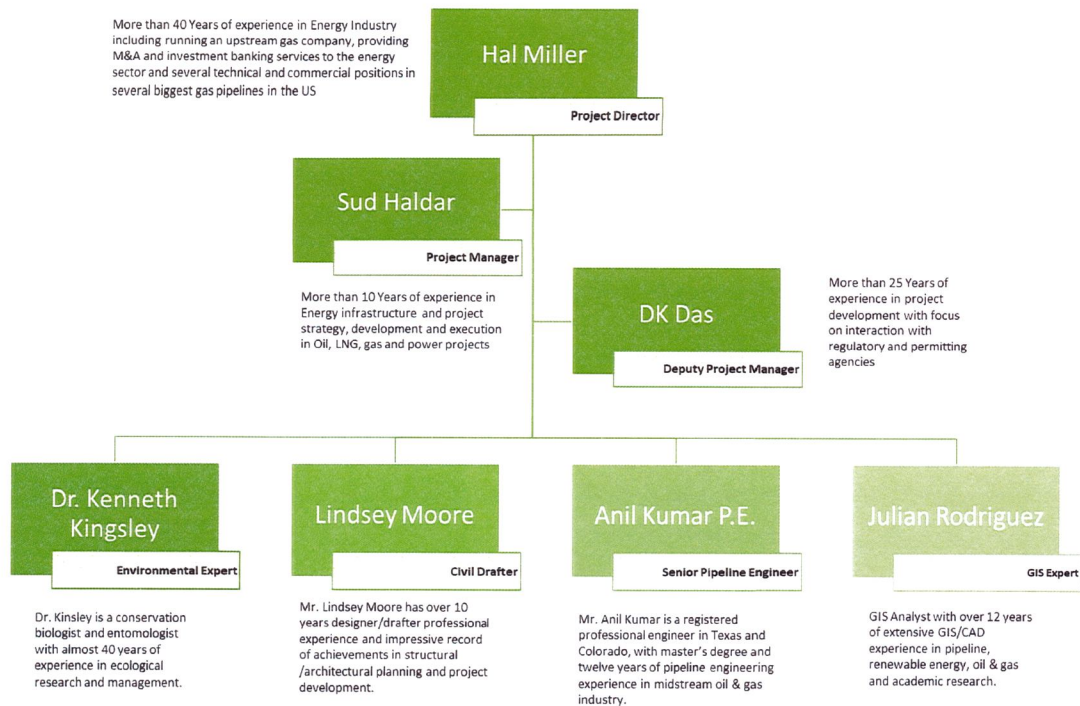 More than 40 Years of experience in Energy Industry
including running an upstream gas company, providing
M&A and investment banking services to the energy
sector and several technical and commercial positions in
several biggest gas pipelines in the US
Hal Miller
Project Director
Sud Haldar
Project Manager
More than 10 Years of experience in
Energy infrastructure and project
strategy, development and execution
in Oil, LNG, gas and power projects
DK Das
Deputy Project Manager
More than 25 Years of
experience in project
development with focus
on interaction with
regulatory and permitting
agencies
Dr. Kenneth
Kingsley
Environmental Expert
Dr. Kinsley is a conservation
biologist and entomologist
with almost 40 years of
experience in ecological
research and management.
Lindsey Moore
Civil Drafter
Mr. Lindsey Moore has over 10
years designer/drafter professional
experience and impressive record
of achievements in structural
/architectural planning and project
development.
Anil Kumar P.E.
Senior Pipeline Engineer
Mr. Anil Kumar is a registered
professional engineer in Texas and
Colorado, with master's degree and
twelve years of pipeline engineering
experience in midstream oil & gas
industry.
Julian Rodriguez
GIS Expert
GIS Analyst with over 12 years
of extensive GIS/CAD
experience in pipeline,
renewable energy, oil & gas
and academic research.